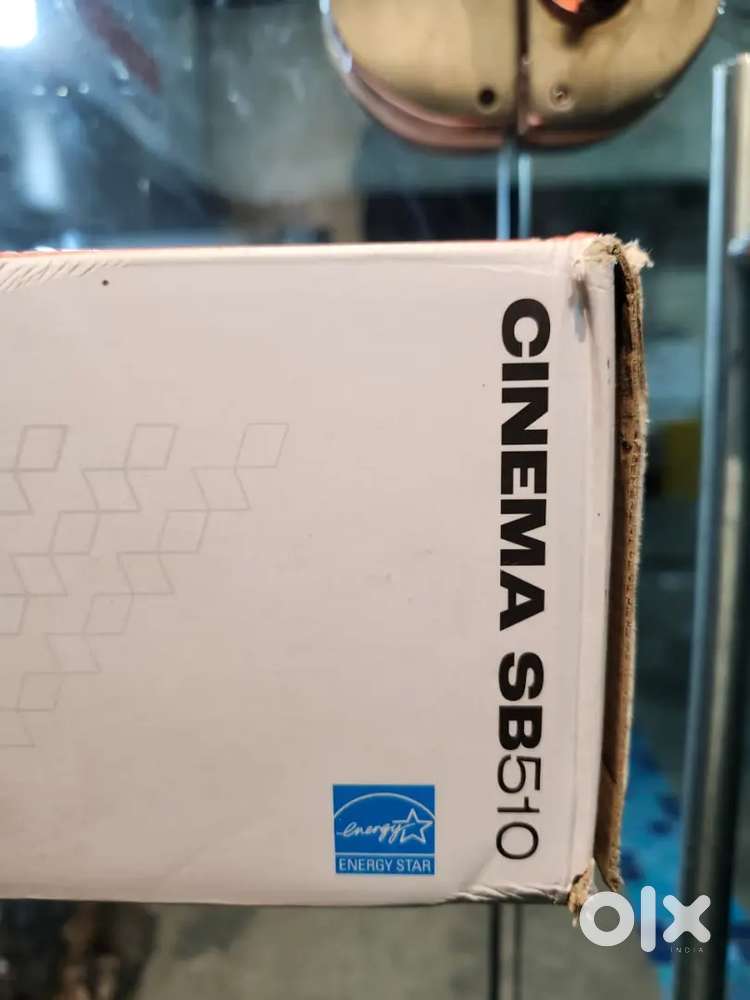 CINEMA SB510
energy
ENERGY STAR
olx
INDIA